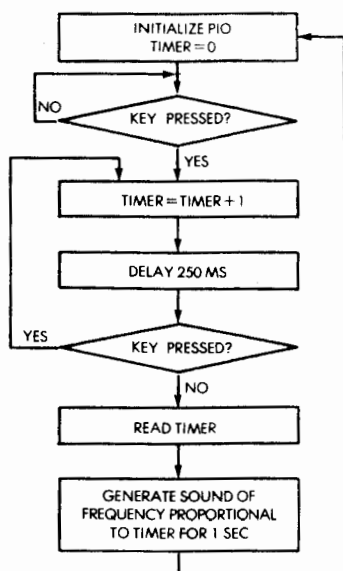 INITIALIZE PIO
TIMER = 0
NO
KEY PRESSED?
YES
TIMER = TIMER + 1
DELAY 250 MS
YES
KEY PRESSED?
NO
READ TIMER
GENERATE SOUND OF
FREQUENCY PROPORTIONAL
TO TIMER FOR 1 SEC